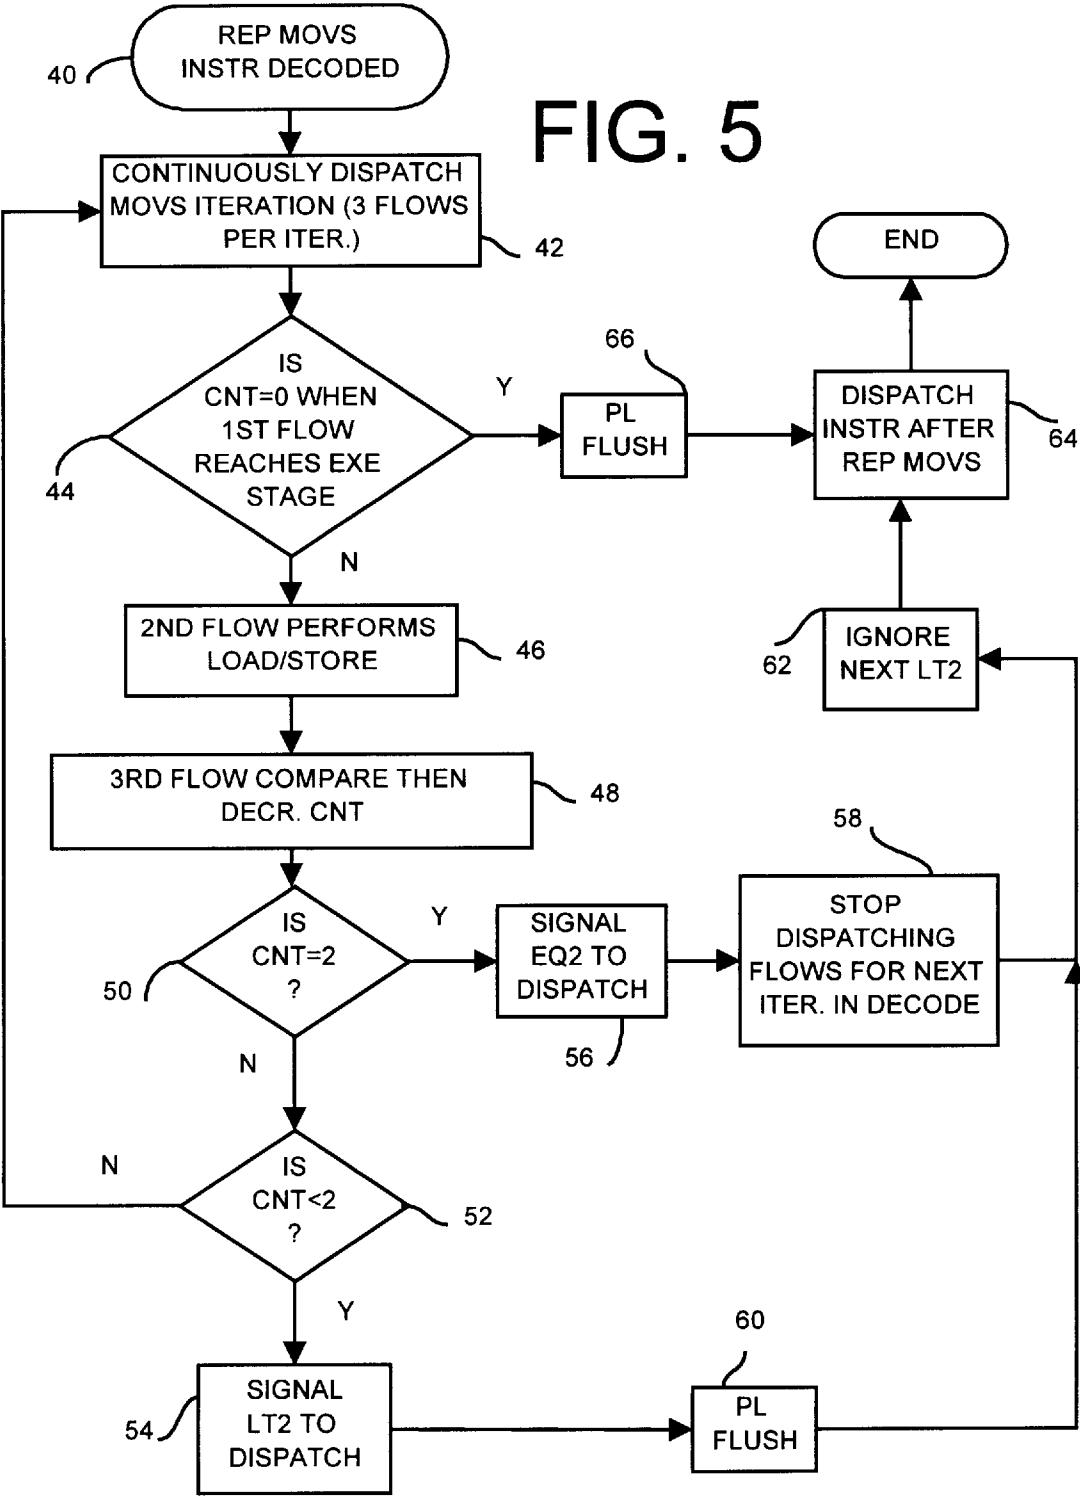 REP MOVS
INSTR DECODED
40
FIG. 5
CONTINUOUSLY DISPATCH
MOVS ITERATION (3 FLOWS
PER ITER.)
42
END
IS
CNT=0 WHEN
1ST FLOW
REACHES EXE
STAGE
44
Y
N
66
PL
FLUSH
DISPATCH
INSTR AFTER
REP MOVS
64
2ND FLOW PERFORMS
LOAD/STORE
46
62
IGNORE
NEXT LT2
3RD FLOW COMPARE THEN
DECR. CNT
48
IS
CNT=2
?
50
Y
N
SIGNAL
EQ2 TO
DISPATCH
56
58
STOP
DISPATCHING
FLOWS FOR NEXT
ITER. IN DECODE
IS
CNT<2
?
52
N
Y
SIGNAL
LT2 TO
DISPATCH
54
60
PL
FLUSH